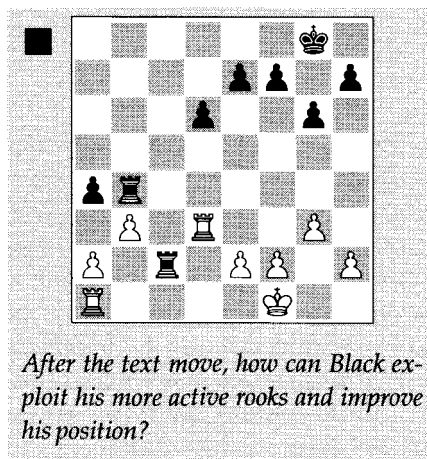 After the text move, how can Black ex-
ploit his more active rooks and improve
his position?